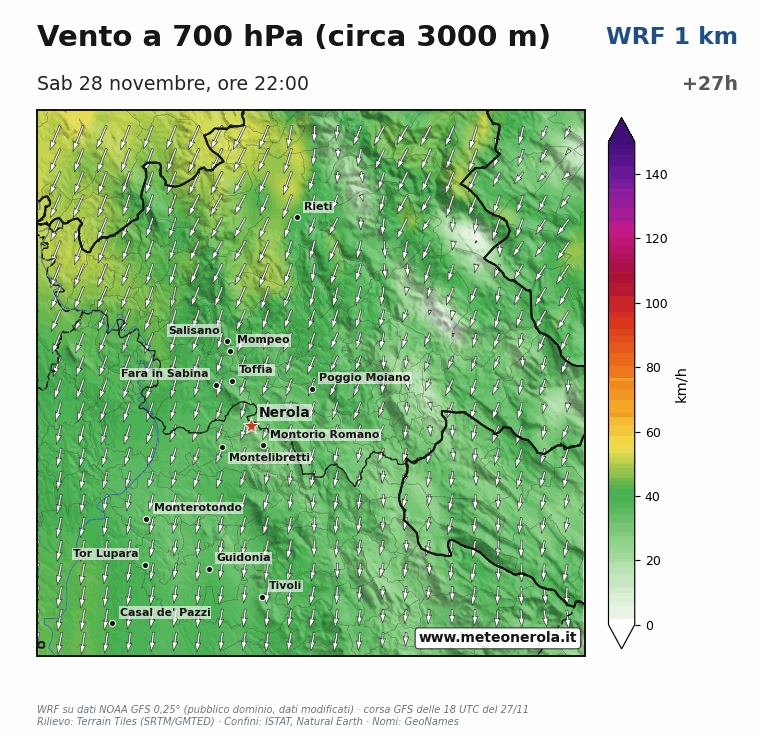 Vento a 700 hPa (circa 3000 m)
WRF 1 km
Sab 28 novembre, ore 22:00
+27h
Rieti
Salisano
Mompeo
Toffia
Fara in Sabina
Poggio Moiano
Nerola
Montorio Romano
Montelibretti
Monterotondo
Tor Lupara
Guidonia
Tivoli
Casal de' Pazzi
www.meteonerola.it
140
120
100
80
60
40
20
0
km/h
WRF su dati NOAA GFS 0,25° (pubblico dominio, dati modificati) · corsa GFS delle 18 UTC del 27/11
Rilievo: Terrain Tiles (SRTM/GMTED) · Confini: ISTAT, Natural Earth · Nomi: GeoNames